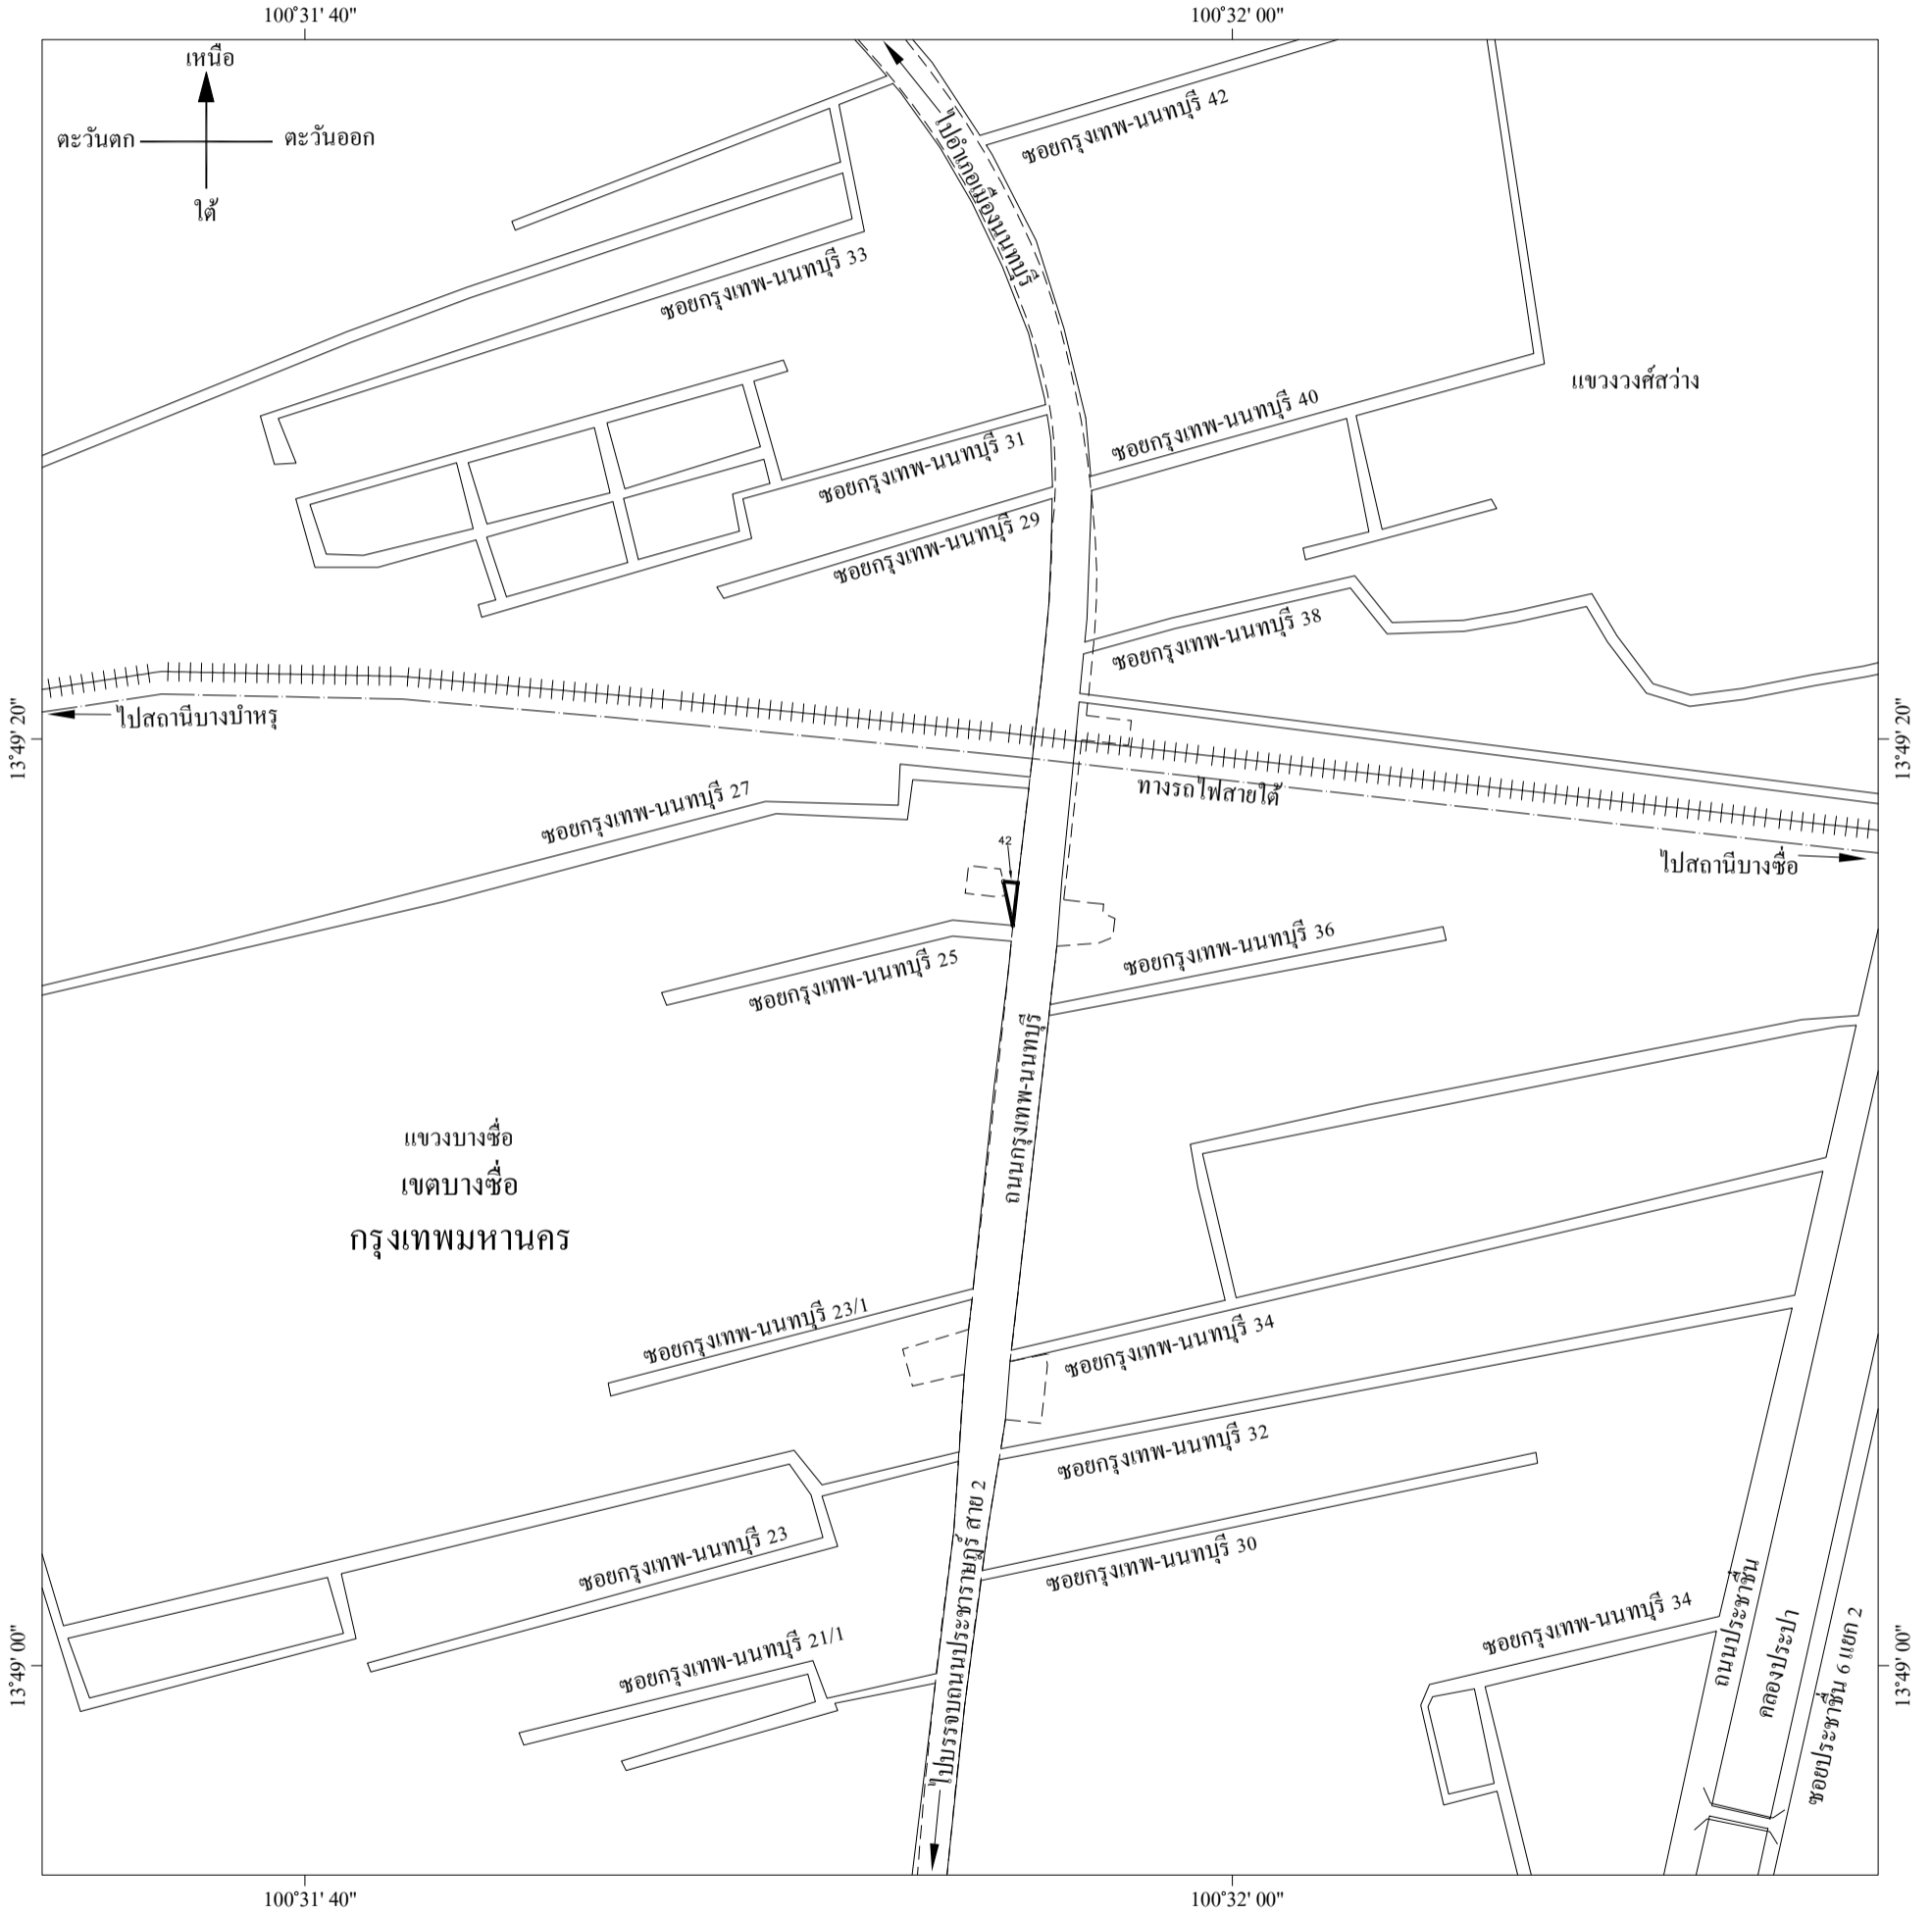 100°31' 40"
100°32' 00"
เหนือ
ตะวันตก
ตะวันออก
ใต้
ไปอำเภอเมืองนนทบุรี
ซอยกรุงเทพ-นนทบุรี 42
ซอยกรุงเทพ-นนทบุรี 33
แขวงวงศ์สว่าง
ซอยกรุงเทพ-นนทบุรี 40
ซอยกรุงเทพ-นนทบุรี 31
ซอยกรุงเทพ-นนทบุรี 29
ซอยกรุงเทพ-นนทบุรี 38
ไปสถานีบางบำหรุ
13°49' 20"
13°49' 20"
ทางรถไฟสายใต้
ซอยกรุงเทพ-นนทบุรี 27
42
ไปสถานีบางซื่อ
ซอยกรุงเทพ-นนทบุรี 36
ซอยกรุงเทพ-นนทบุรี 25
ถนนกรุงเทพ-นนทบุรี
แขวงบางซื่อ
เขตบางซื่อ
กรุงเทพมหานคร
ซอยกรุงเทพ-นนทบุรี 23/1
ซอยกรุงเทพ-นนทบุรี 34
ซอยกรุงเทพ-นนทบุรี 32
ซอยกรุงเทพ-นนทบุรี 23
ซอยกรุงเทพ-นนทบุรี 30
ไปบรรจบถนนประชาราษฎร์ สาย 2
ซอยกรุงเทพ-นนทบุรี 34
ซอยกรุงเทพ-นนทบุรี 21/1
ถนนประชาชื่น
คลองประปา
ซอยประชาชื่น 6 แยก 2
13°49' 00"
13°49' 00"
100°31' 40"
100°32' 00"